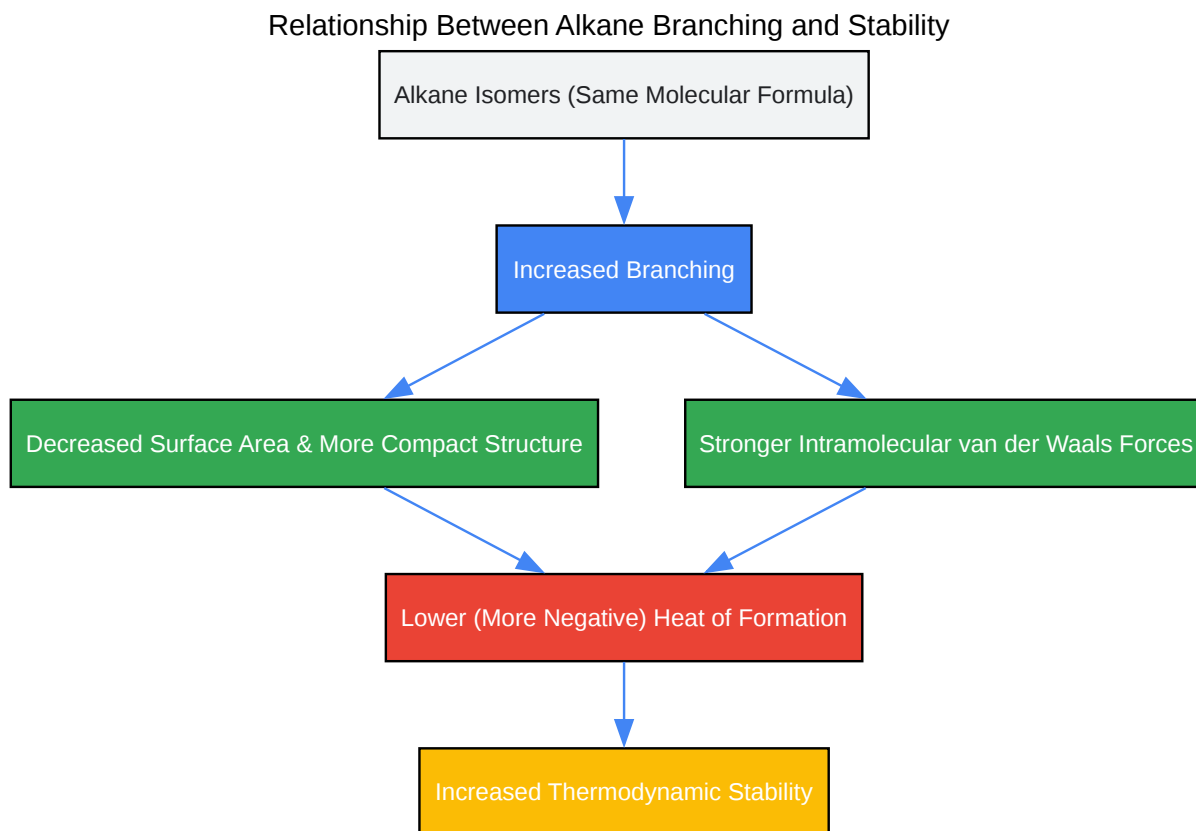 Relationship Between Alkane Branching and Stability
Alkane Isomers (Same Molecular Formula)
Increased Branching
Decreased Surface Area & More Compact Structure
Stronger Intramolecular van der Waals Forces
Lower (More Negative) Heat of Formation
Increased Thermodynamic Stability